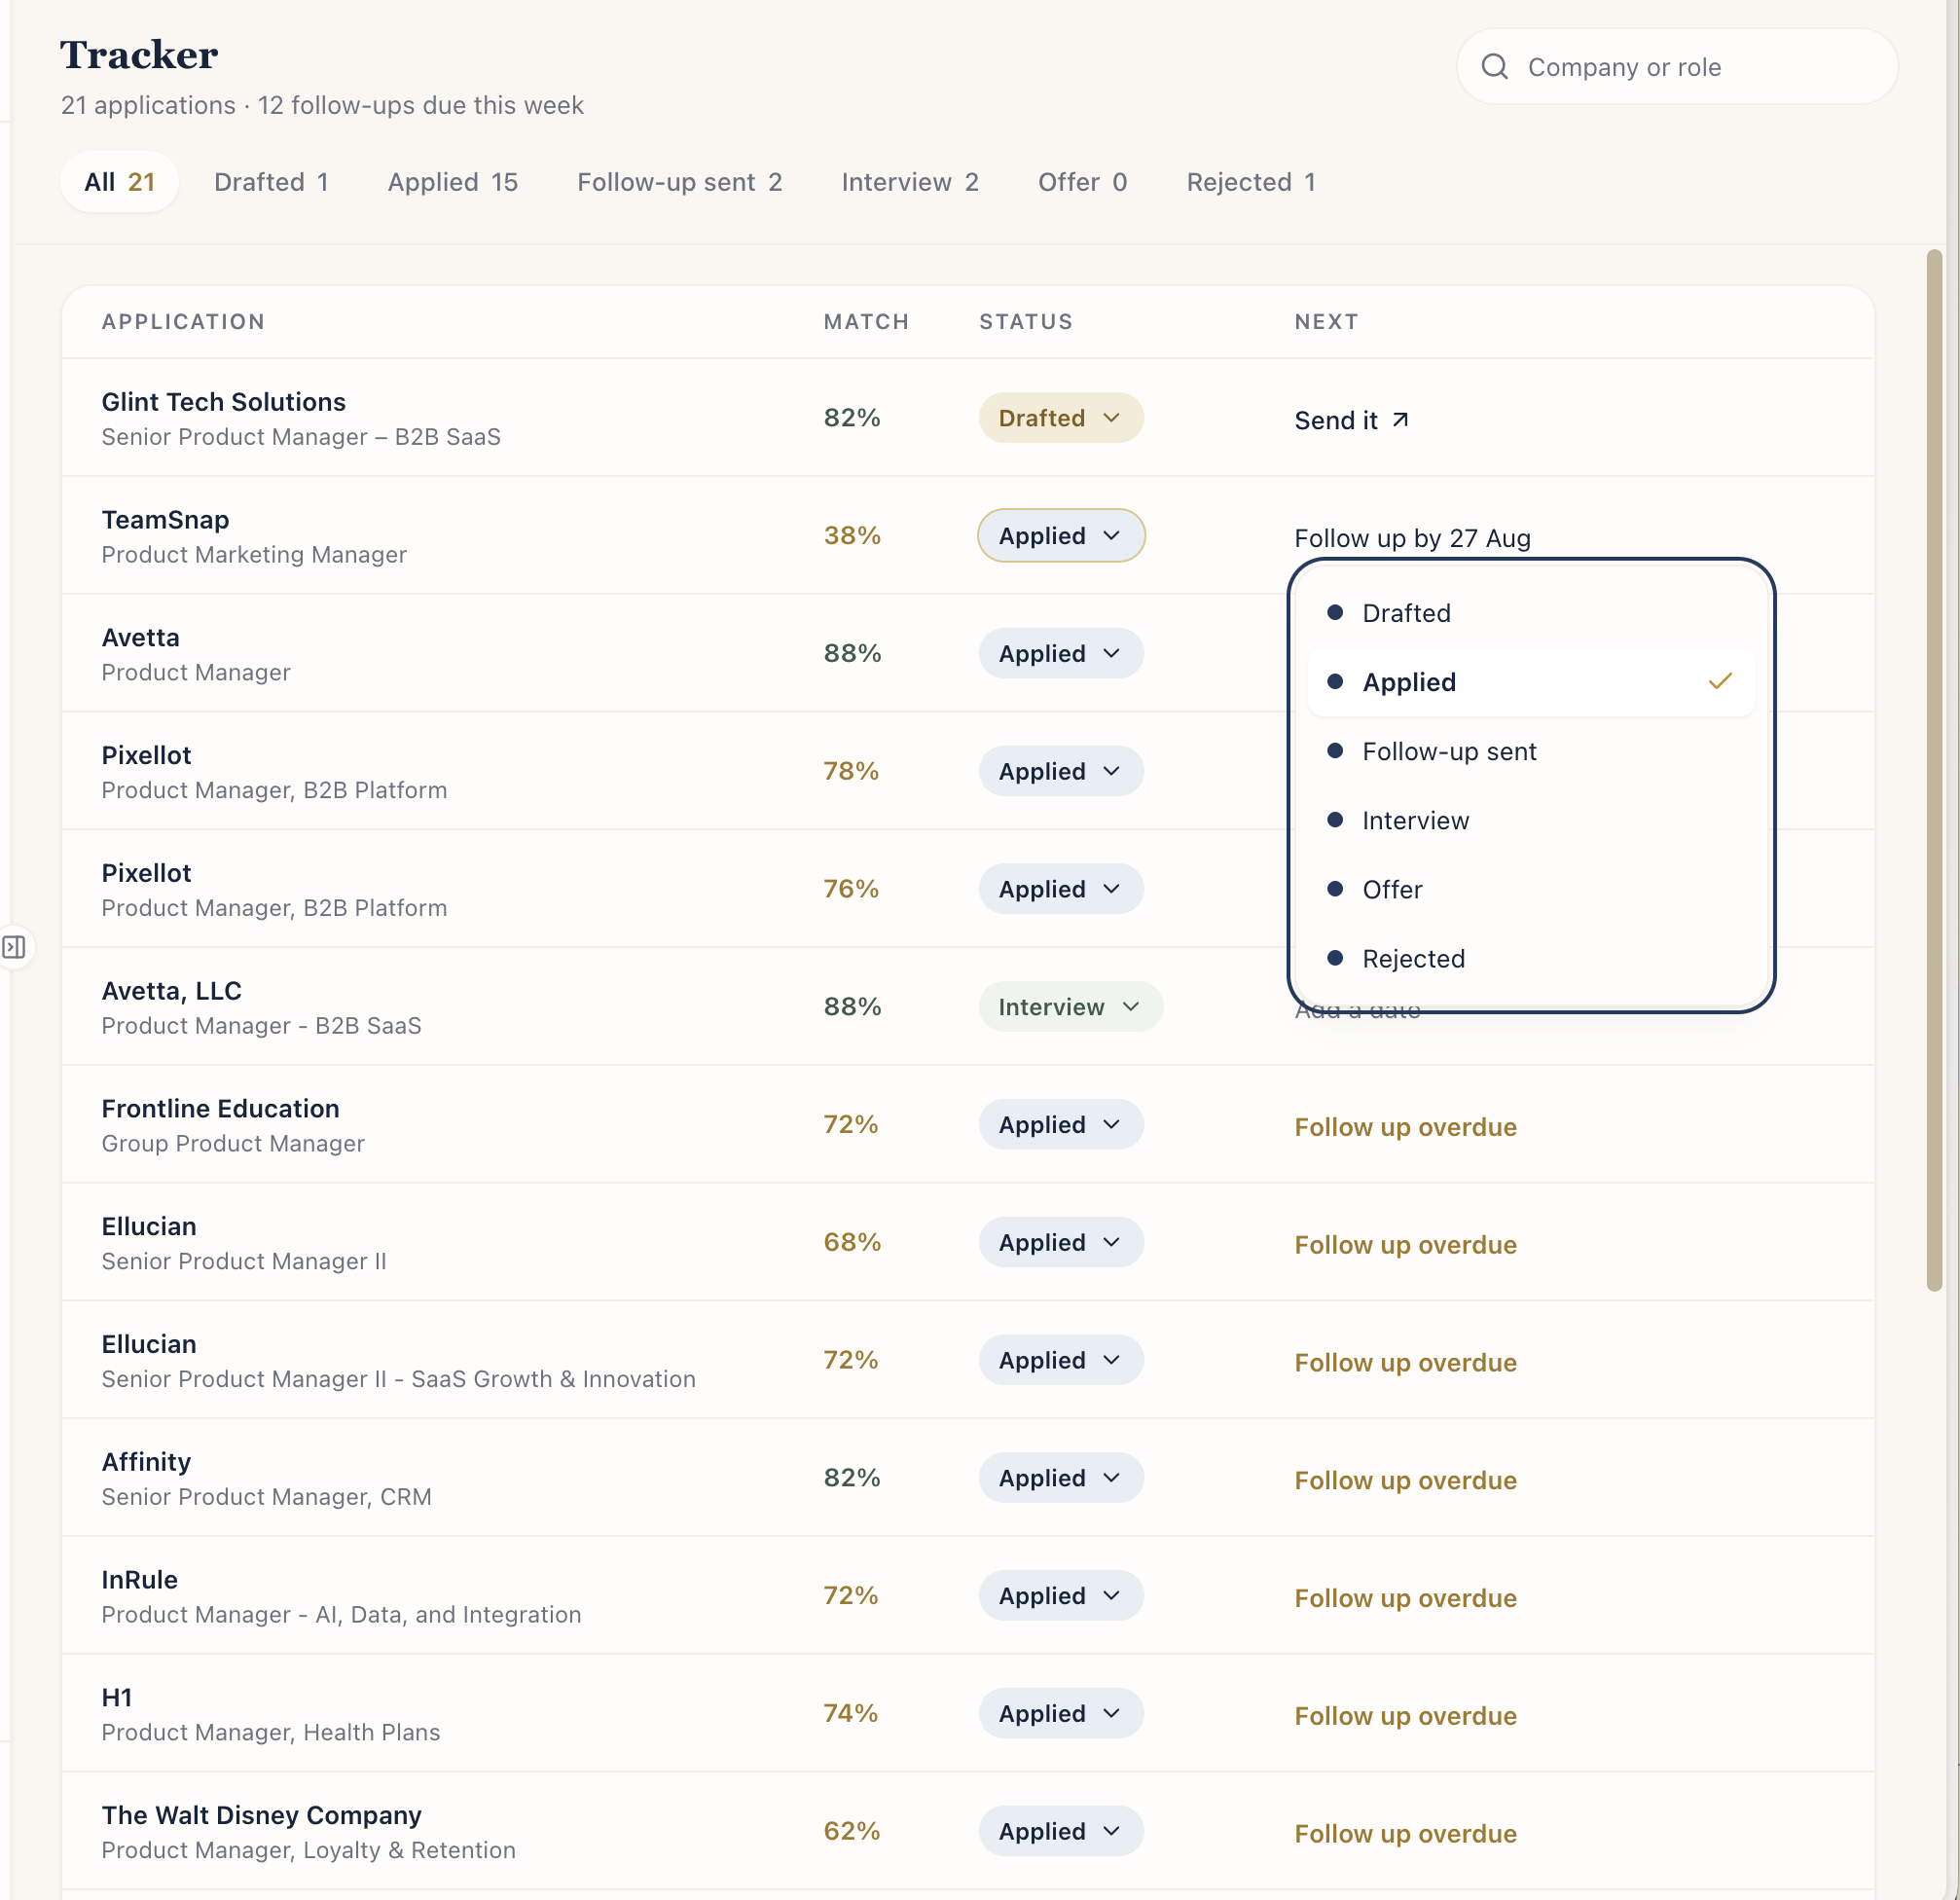 Tracker
Company or role
21 applications · 12 follow-ups due this week
All 21 Drafted 1 Applied 15 Follow-up sent 2 Interview 2 Offer 0 Rejected 1
APPLICATION MATCH STATUS NEXT
Glint Tech Solutions
Senior Product Manager – B2B SaaS
82% Drafted Send it
TeamSnap
Product Marketing Manager
38% Applied Follow up by 27 Aug
Avetta
Product Manager
88% Applied
Pixellot
Product Manager, B2B Platform
78% Applied
Pixellot
Product Manager, B2B Platform
76% Applied
Drafted
Applied
Follow-up sent
Interview
Offer
Rejected
Avetta, LLC
Product Manager - B2B SaaS
88% Interview Add a date
Frontline Education
Group Product Manager
72% Applied Follow up overdue
Ellucian
Senior Product Manager II
68% Applied Follow up overdue
Ellucian
Senior Product Manager II - SaaS Growth & Innovation
72% Applied Follow up overdue
Affinity
Senior Product Manager, CRM
82% Applied Follow up overdue
InRule
Product Manager - AI, Data, and Integration
72% Applied Follow up overdue
H1
Product Manager, Health Plans
74% Applied Follow up overdue
The Walt Disney Company
Product Manager, Loyalty & Retention
62% Applied Follow up overdue